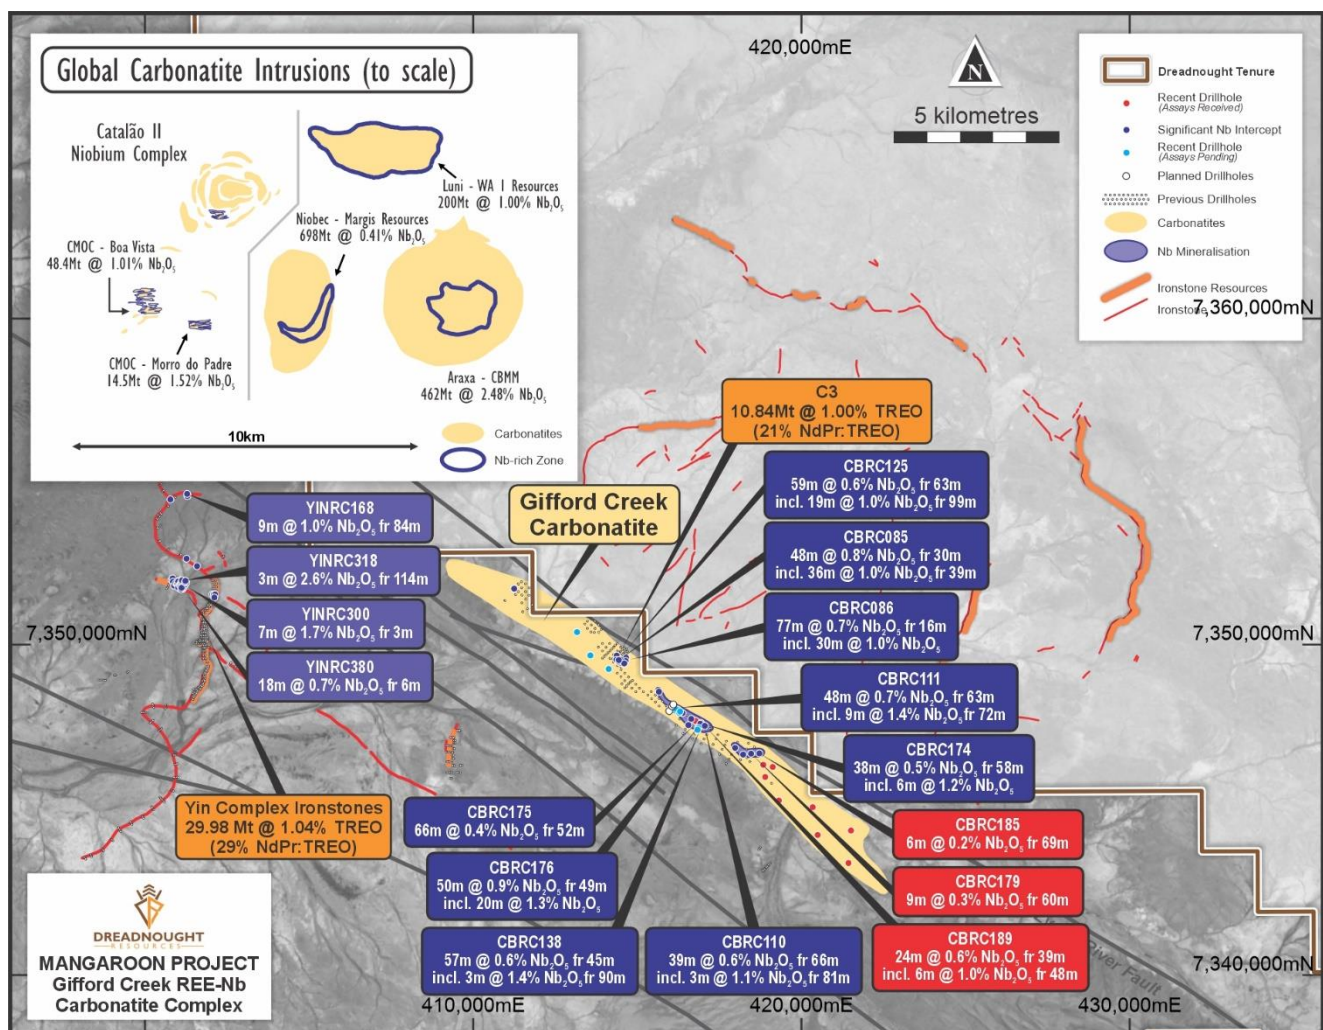 Global Carbonatite Intrusions (to scale)
Catalão II
Niobium Complex
CMOC - Boa Vista
48.4Mt @ 1.01% Nb₂O₅
CMOC - Morro do Padre
14.5Mt @ 1.52% Nb₂O₅
Luni - WA 1 Resources
200Mt @ 1.00% Nb₂O₅
Niobec - Margis Resources
698Mt @ 0.41% Nb₂O₅
Araxa - CBMM
462Mt @ 2.48% Nb₂O₅
10km
Carbonatites
Nb-rich Zone
420,000mE
N
5 kilometres
Dreadnought Tenure
Recent Drillhole
(Assays Received)
Significant Nb Intercept
Recent Drillhole
(Assays Pending)
Planned Drillholes
Previous Drillholes
Carbonatites
Nb Mineralisation
Ironstone Resources
Ironstone
7,360,000mN
C3
10.84Mt @ 1.00% TREO
(21% NdPr:TREO)
Gifford Creek
Carbonatite
CBRC125
59m @ 0.6% Nb₂O₅ fr 63m
incl. 19m @ 1.0% Nb₂O₅ fr 99m
CBRC085
48m @ 0.8% Nb₂O₅ fr 30m
incl. 36m @ 1.0% Nb₂O₅ fr 39m
CBRC086
77m @ 0.7% Nb₂O₅ fr 16m
incl. 30m @ 1.0% Nb₂O₅
CBRC111
48m @ 0.7% Nb₂O₅ fr 63m
incl. 9m @ 1.4% Nb₂O₅ fr 72m
CBRC174
38m @ 0.5% Nb₂O₅ fr 58m
incl. 6m @ 1.2% Nb₂O₅
YINRC168
9m @ 1.0% Nb₂O₅ fr 84m
YINRC318
3m @ 2.6% Nb₂O₅ fr 114m
YINRC300
7m @ 1.7% Nb₂O₅ fr 3m
YINRC380
18m @ 0.7% Nb₂O₅ fr 6m
7,350,000mN
7,350,000mN
Yin Complex Ironstones
29.98 Mt @ 1.04% TREO
(29% NdPr:TREO)
CBRC175
66m @ 0.4% Nb₂O₅ fr 52m
CBRC176
50m @ 0.9% Nb₂O₅ fr 49m
incl. 20m @ 1.3% Nb₂O₅
CBRC138
57m @ 0.6% Nb₂O₅ fr 45m
incl. 3m @ 1.4% Nb₂O₅ fr 90m
CBRC110
39m @ 0.6% Nb₂O₅ fr 66m
incl. 3m @ 1.1% Nb₂O₅ fr 81m
CBRC185
6m @ 0.2% Nb₂O₅ fr 69m
CBRC179
9m @ 0.3% Nb₂O₅ fr 60m
CBRC189
24m @ 0.6% Nb₂O₅ fr 39m
incl. 6m @ 1.0% Nb₂O₅ fr 48m
River Fault
7,340,000mN
DREADNOUGHT
RESOURCES
MANGAROON PROJECT
Gifford Creek REE-Nb
Carbonatite Complex
410,000mE
420,000mE
430,000mE